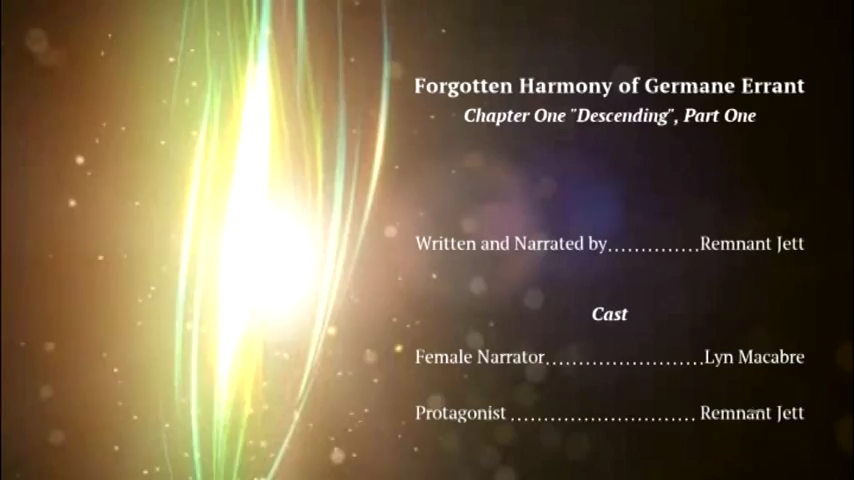 Forgotten Harmony of Germane Errant
Chapter One "Descending", Part One
Written and Narrated by..............Remnant Jett
Cast
Female Narrator........................Lyn Macabre
Protagonist ............................ Remnant Jett